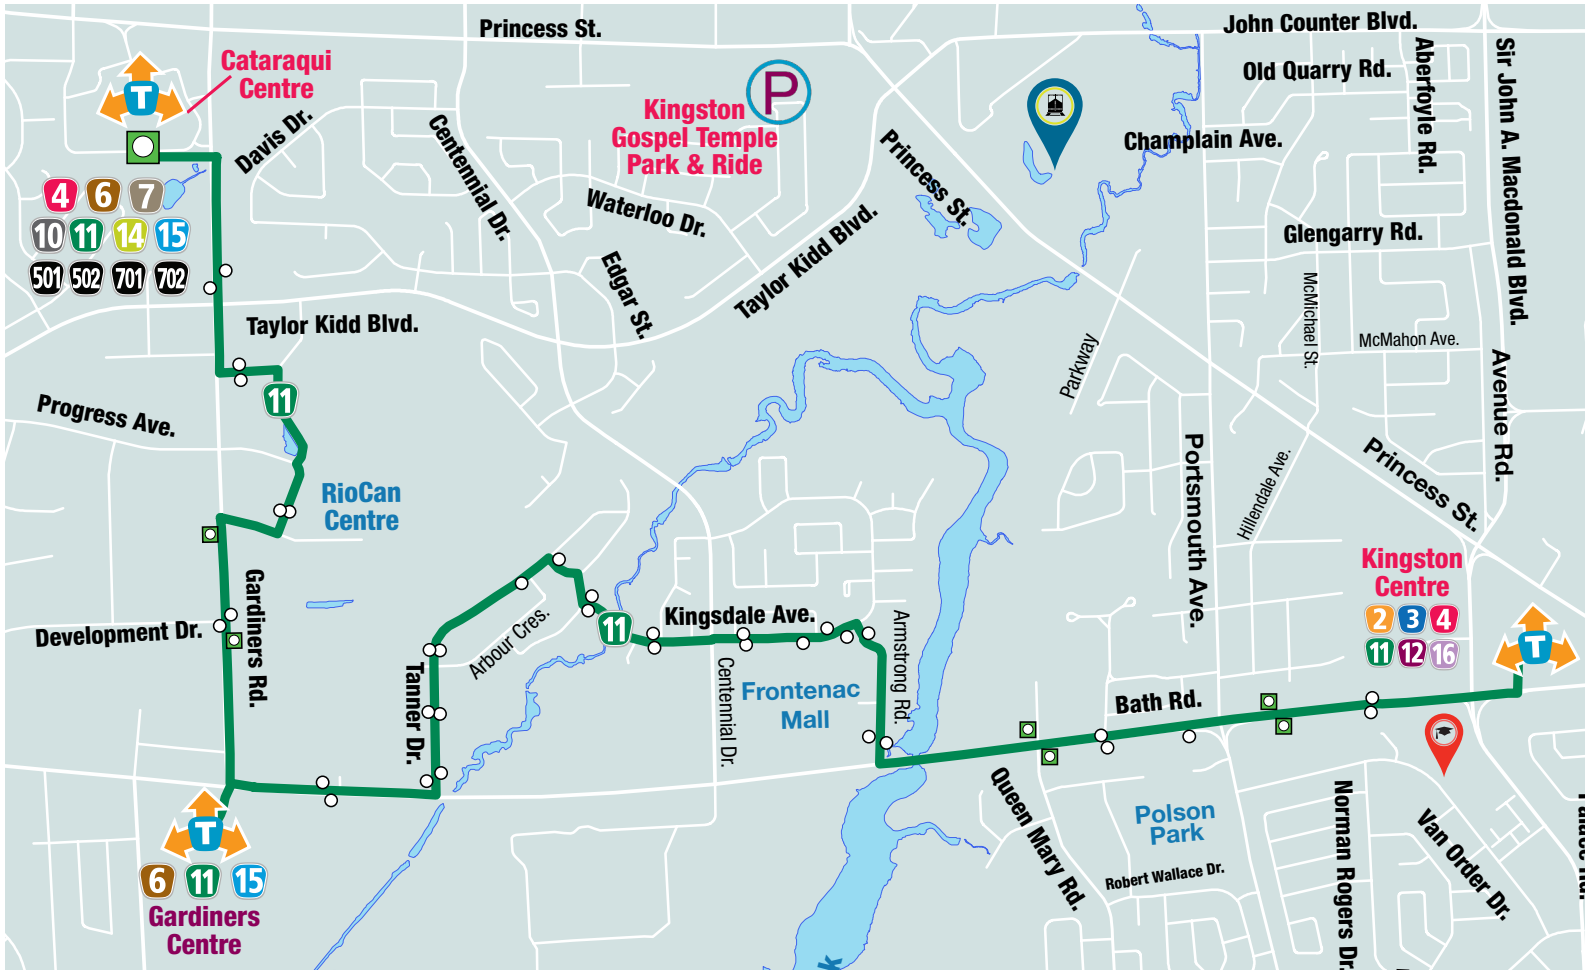 Princess St.
John Counter Blvd.
Cataraqui
Centre
T
Davis Dr.
Centennial Dr.
Kingston
Gospel Temple
Park & Ride
P
Old Quarry Rd.
Aberfoyle Rd.
Sir John A. Macdonald Blvd.
Champlain Ave.
Princess St.
4 6 7
10 11 14 15
501 502 701 702
Waterloo Dr.
Taylor Kidd Blvd.
Edgar St.
Glengarry Rd.
McMichael St.
McMahon Ave.
Taylor Kidd Blvd.
Parkway
Avenue Rd.
11
Progress Ave.
RioCan
Centre
Portsmouth Ave.
Hillendale Ave.
Princess St.
Kingston
Centre
2 3 4
11 12 16
T
Gardiners Rd.
Development Dr.
Arbour Cres.
Tanner Dr.
11
Kingsdale Ave.
Armstrong Rd.
Centennial Dr.
Frontenac
Mall
Bath Rd.
T
6 11 15
Gardiners
Centre
Queen Mary Rd.
Polson
Park
Robert Wallace Dr.
Norman Rogers Dr.
Van Order Dr.